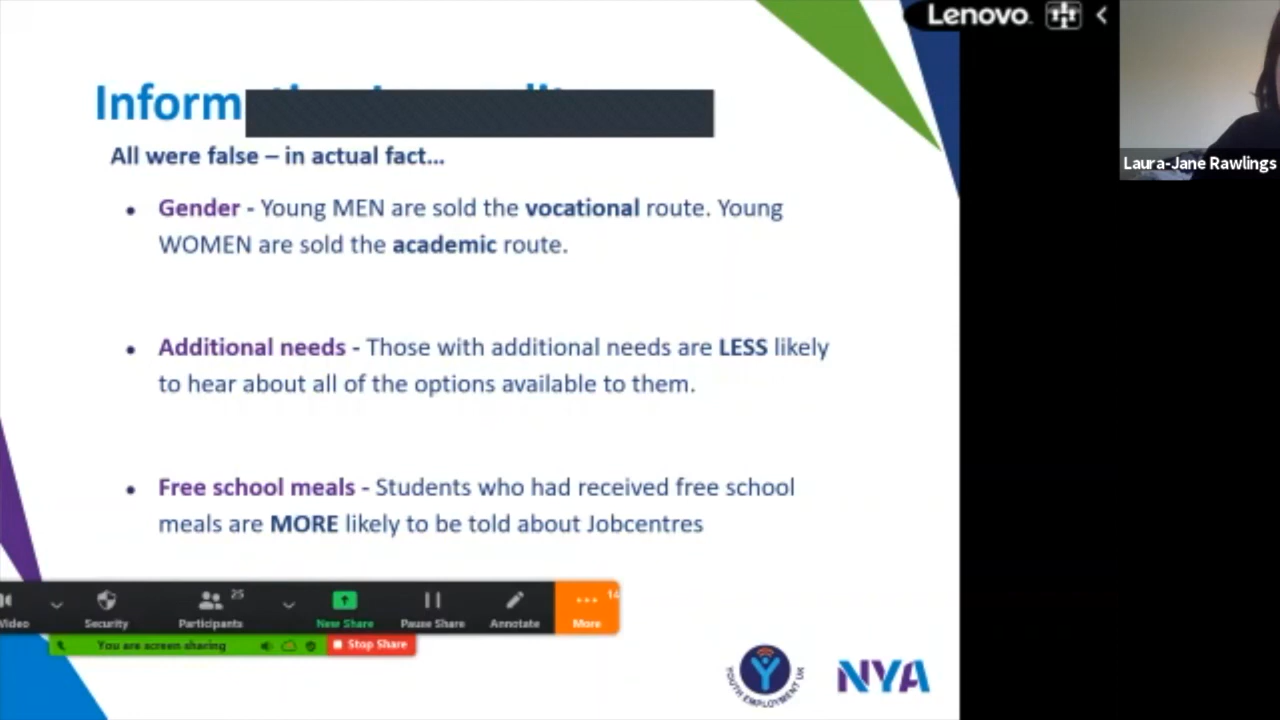 Lenovo
Inform
All were false – in actual fact...
• Gender - Young MEN are sold the vocational route. Young
WOMEN are sold the academic route.
• Additional needs - Those with additional needs are LESS likely
to hear about all of the options available to them.
• Free school meals - Students who had received free school
meals are MORE likely to be told about Jobcentres
Laura-Jane Rawlings
Video Security Participants 25 New Share Pause Share Annotate More
You are screen sharing Stop Share
YOUTH EMPLOYMENT UK
NYA